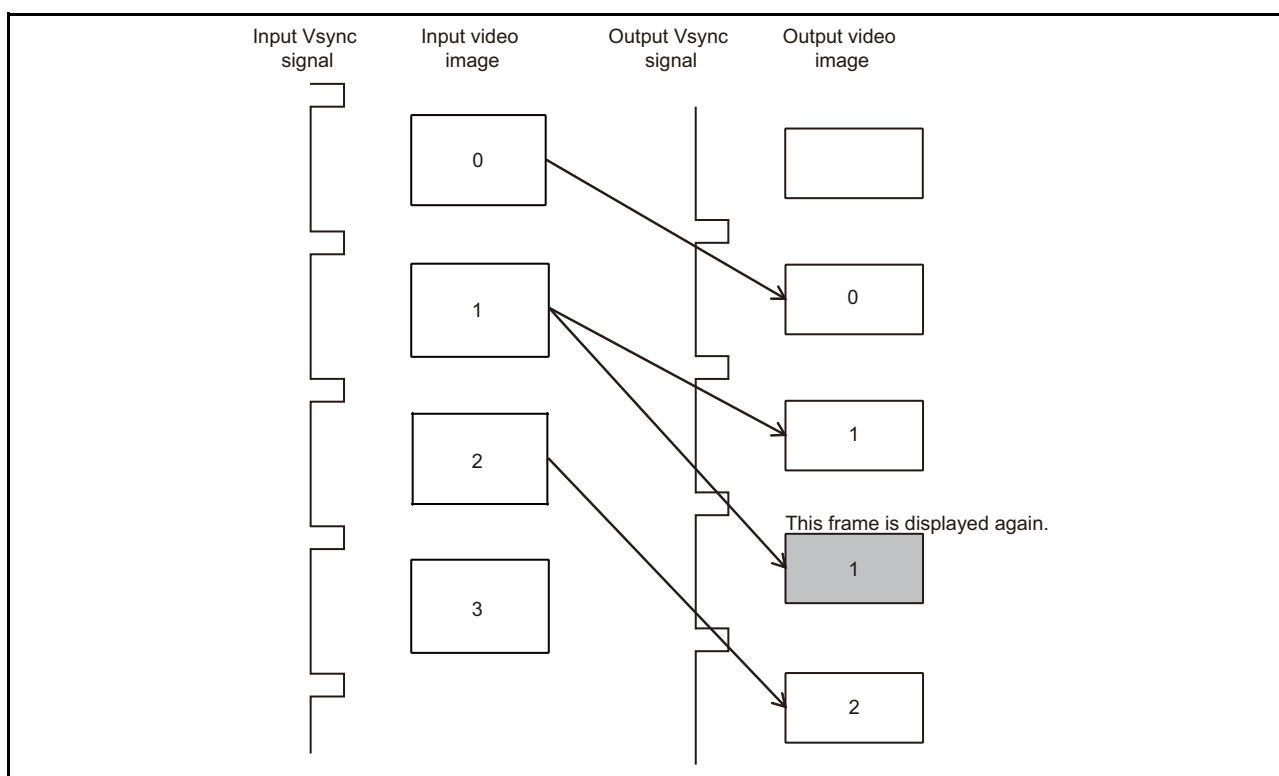 Input Vsync
signal
Input video
image
Output Vsync
signal
Output video
image
0
1
2
3
0
1
This frame is displayed again.
1
2